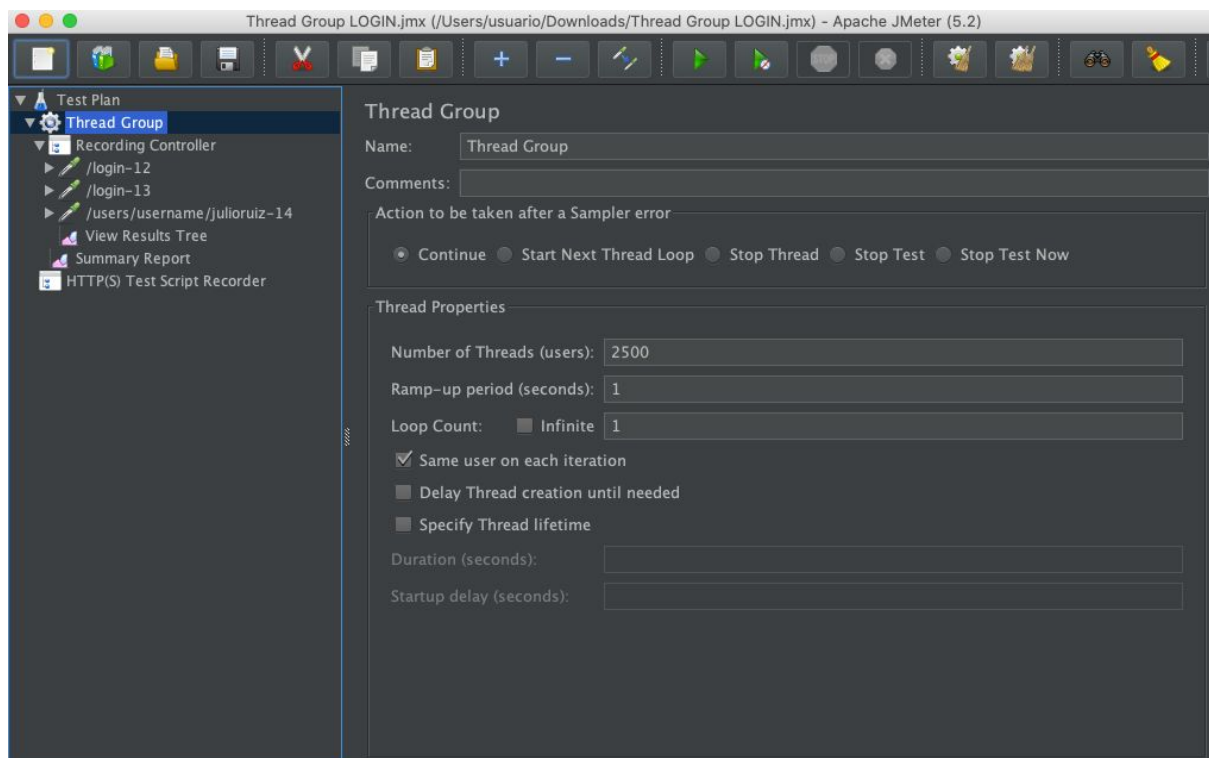 Thread Group LOGIN.jmx (/Users/usuario/Downloads/Thread Group LOGIN.jmx) - Apache JMeter (5.2)
STOP
Test Plan
Thread Group
Recording Controller
/login-12
/login-13
/users/username/julioruiz-14
View Results Tree
Summary Report
HTTP(S) Test Script Recorder
Thread Group
Name: Thread Group
Comments:
Action to be taken after a Sampler error
Continue Start Next Thread Loop Stop Thread Stop Test Stop Test Now
Thread Properties
Number of Threads (users): 2500
Ramp-up period (seconds): 1
Loop Count: Infinite 1
Same user on each iteration
Delay Thread creation until needed
Specify Thread lifetime
Duration (seconds):
Startup delay (seconds):